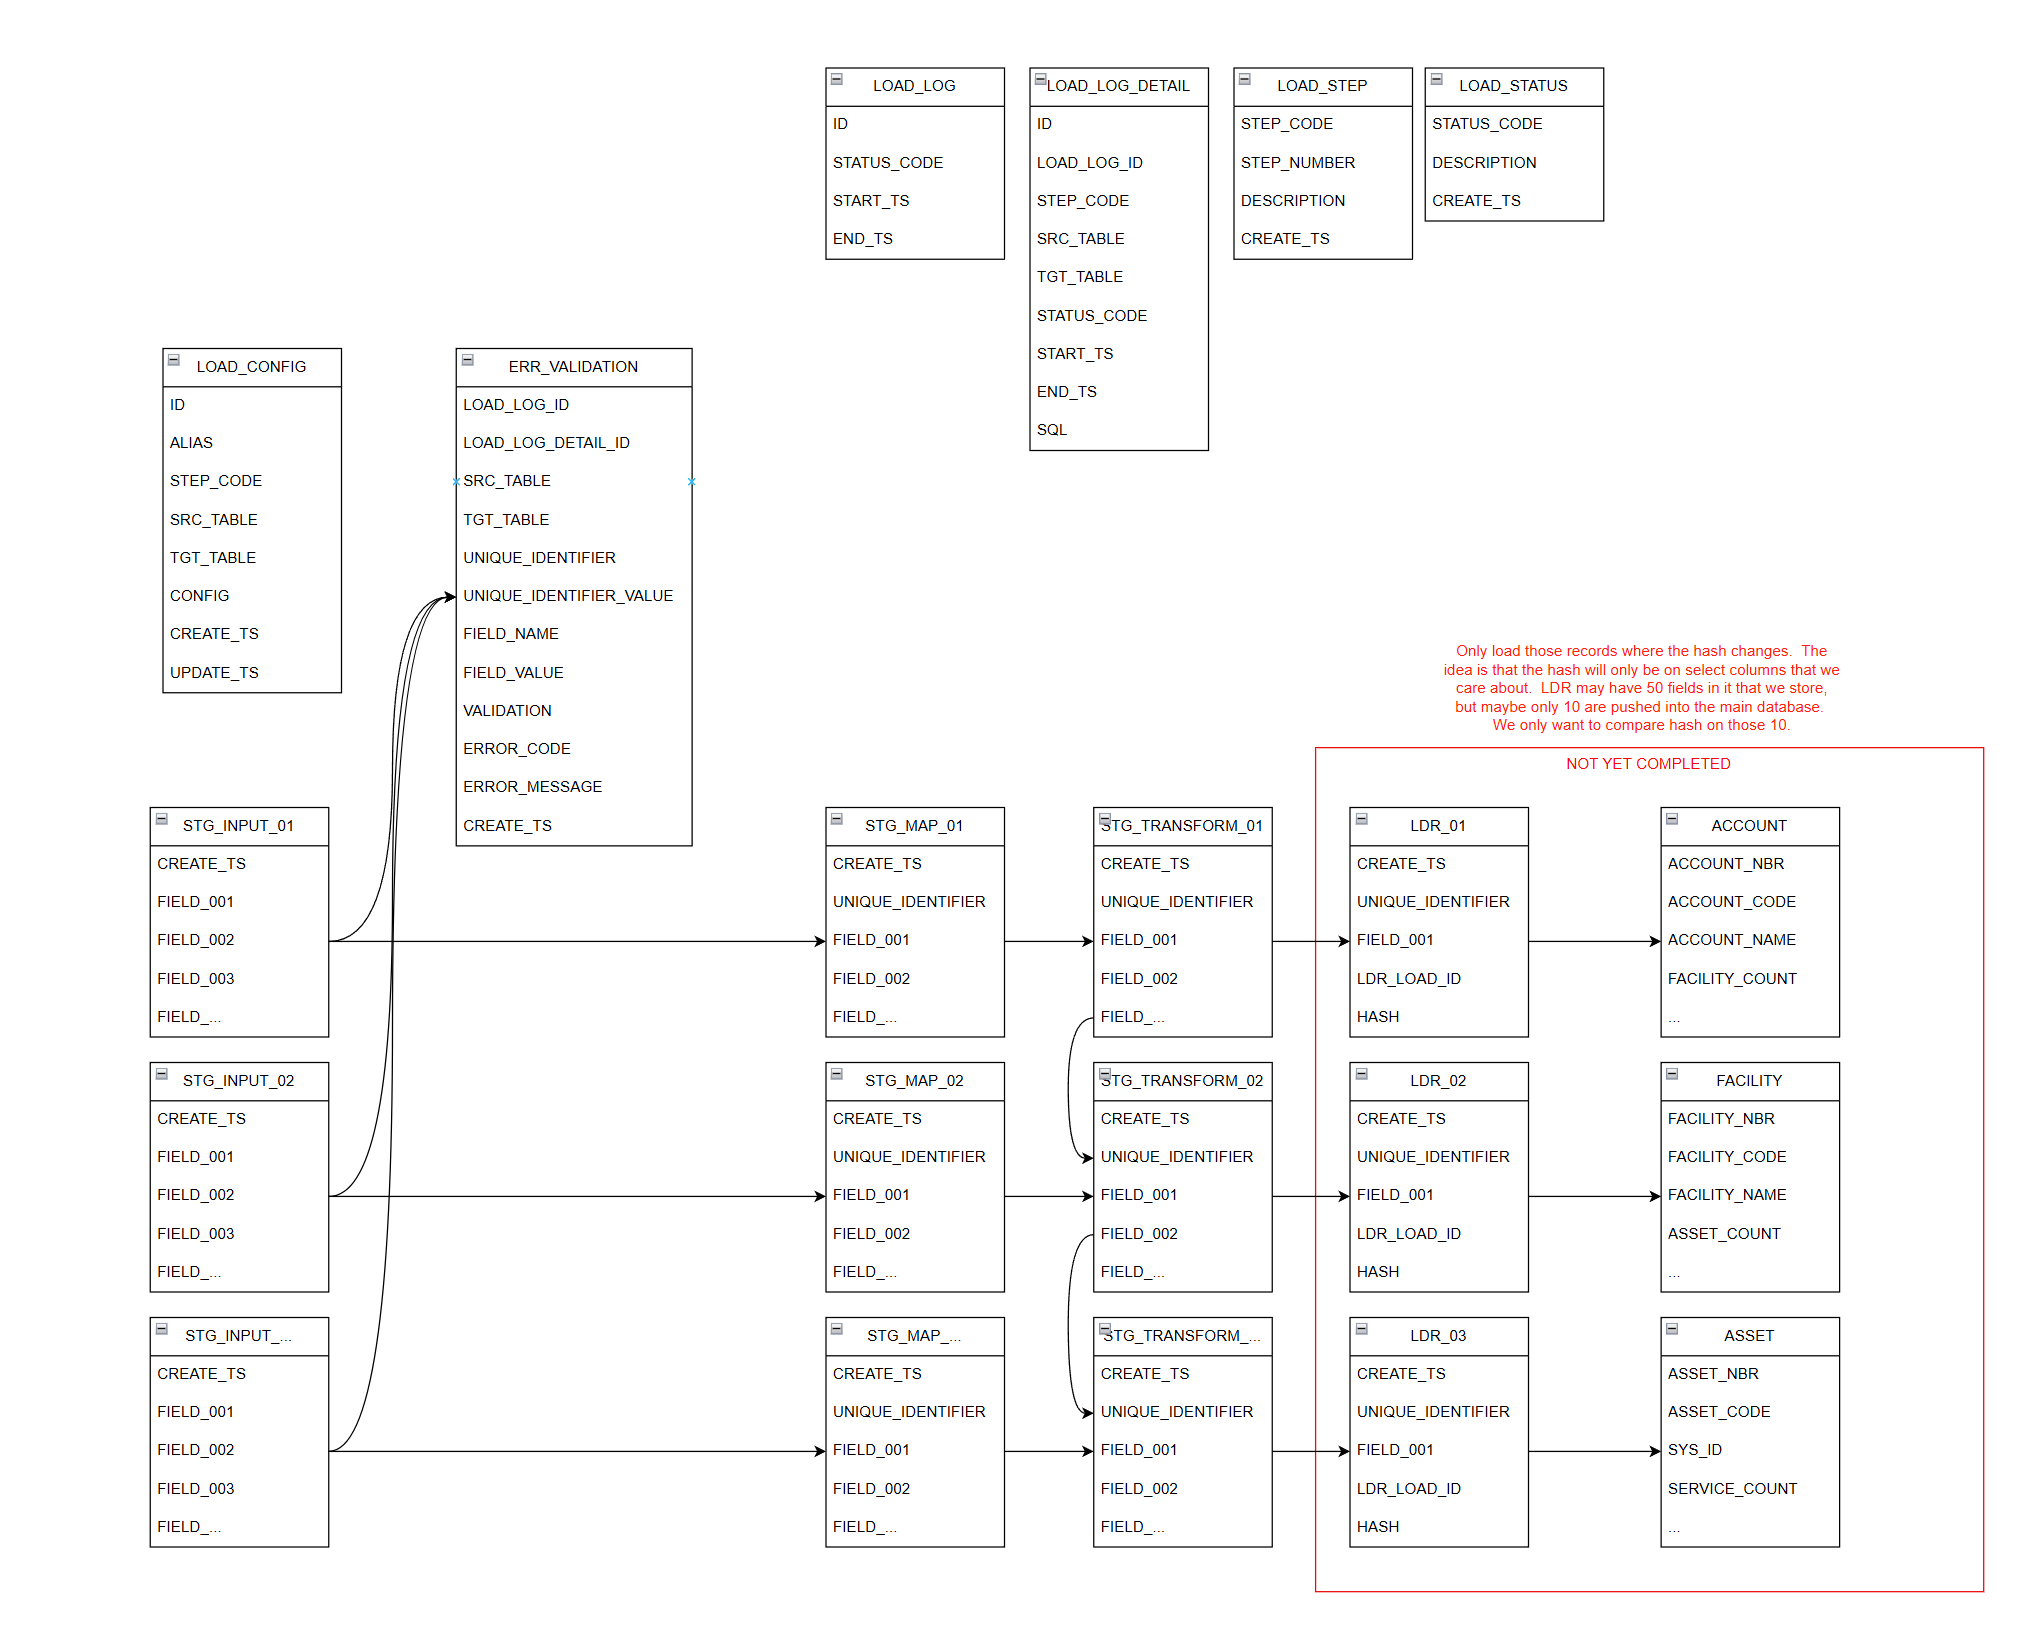 LOAD_LOG
ID
STATUS_CODE
START_TS
END_TS
LOAD_LOG_DETAIL
ID
LOAD_LOG_ID
STEP_CODE
SRC_TABLE
TGT_TABLE
STATUS_CODE
START_TS
END_TS
SQL
LOAD_STEP
STEP_CODE
STEP_NUMBER
DESCRIPTION
CREATE_TS
LOAD_STATUS
STATUS_CODE
DESCRIPTION
CREATE_TS
LOAD_CONFIG
ID
ALIAS
STEP_CODE
SRC_TABLE
TGT_TABLE
CONFIG
CREATE_TS
UPDATE_TS
ERR_VALIDATION
LOAD_LOG_ID
LOAD_LOG_DETAIL_ID
SRC_TABLE
TGT_TABLE
UNIQUE_IDENTIFIER
UNIQUE_IDENTIFIER_VALUE
FIELD_NAME
FIELD_VALUE
VALIDATION
ERROR_CODE
ERROR_MESSAGE
CREATE_TS
Only load those records where the hash changes. The
idea is that the hash will only be on select columns that we
care about. LDR may have 50 fields in it that we store,
but maybe only 10 are pushed into the main database.
We only want to compare hash on those 10.
NOT YET COMPLETED
STG_INPUT_01
CREATE_TS
FIELD_001
FIELD_002
FIELD_003
FIELD_...
STG_MAP_01
CREATE_TS
UNIQUE_IDENTIFIER
FIELD_001
FIELD_002
FIELD_...
STG_TRANSFORM_01
CREATE_TS
UNIQUE_IDENTIFIER
FIELD_001
FIELD_002
FIELD_...
LDR_01
CREATE_TS
UNIQUE_IDENTIFIER
FIELD_001
LDR_LOAD_ID
HASH
ACCOUNT
ACCOUNT_NBR
ACCOUNT_CODE
ACCOUNT_NAME
FACILITY_COUNT
...
STG_INPUT_02
CREATE_TS
FIELD_001
FIELD_002
FIELD_003
FIELD_...
STG_MAP_02
CREATE_TS
UNIQUE_IDENTIFIER
FIELD_001
FIELD_002
FIELD_...
STG_TRANSFORM_02
CREATE_TS
UNIQUE_IDENTIFIER
FIELD_001
FIELD_002
FIELD_...
LDR_02
CREATE_TS
UNIQUE_IDENTIFIER
FIELD_001
LDR_LOAD_ID
HASH
FACILITY
FACILITY_NBR
FACILITY_CODE
FACILITY_NAME
ASSET_COUNT
...
STG_INPUT_...
CREATE_TS
FIELD_001
FIELD_002
FIELD_003
FIELD_...
STG_MAP_...
CREATE_TS
UNIQUE_IDENTIFIER
FIELD_001
FIELD_002
FIELD_...
STG_TRANSFORM_...
CREATE_TS
UNIQUE_IDENTIFIER
FIELD_001
FIELD_002
FIELD_...
LDR_03
CREATE_TS
UNIQUE_IDENTIFIER
FIELD_001
LDR_LOAD_ID
HASH
ASSET
ASSET_NBR
ASSET_CODE
SYS_ID
SERVICE_COUNT
...